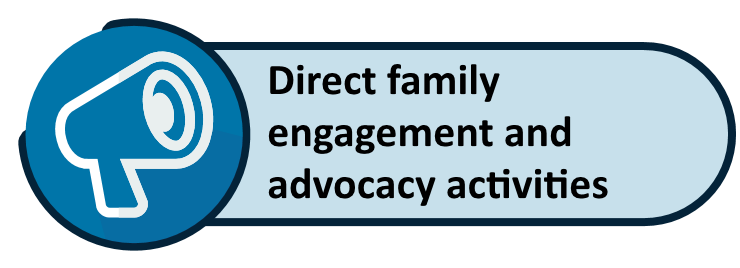 Direct family
engagement and
advocacy activities